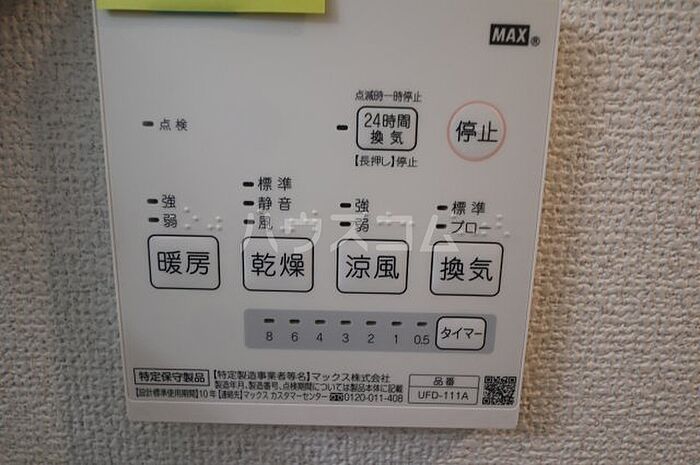 MAX®
点滅時一時停止
点検
24時間
換気
停止
【長押し】停止
強
弱
標準
静音
風
強
弱
標準
ブロー
ハウスコム
暖房
乾燥
涼風
換気
8 6 4 3 2 1 0.5
タイマー
特定保守製品
【特定製造事業者等名】マックス株式会社
製造年月、製造番号、点検期間については製品本体に記載
【設計標準使用期間】10年【連絡先】マックス カスタマーセンター 0120-011-408
品番
UFD-111A